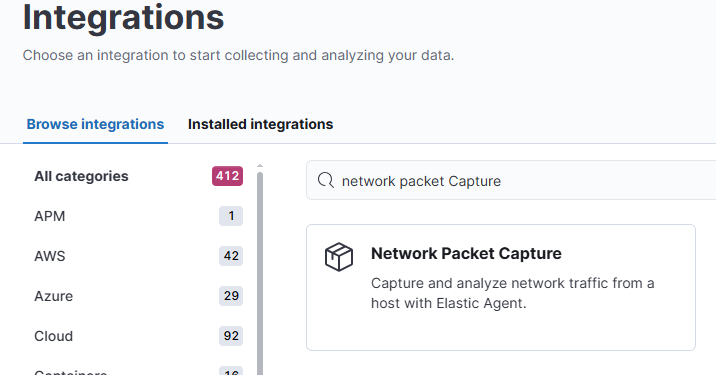 Integrations
Choose an integration to start collecting and analyzing your data.
Browse integrations
Installed integrations
All categories 412
APM 1
AWS 42
Azure 29
Cloud 92
Containers 16
network packet Capture
Network Packet Capture
Capture and analyze network traffic from a
host with Elastic Agent.